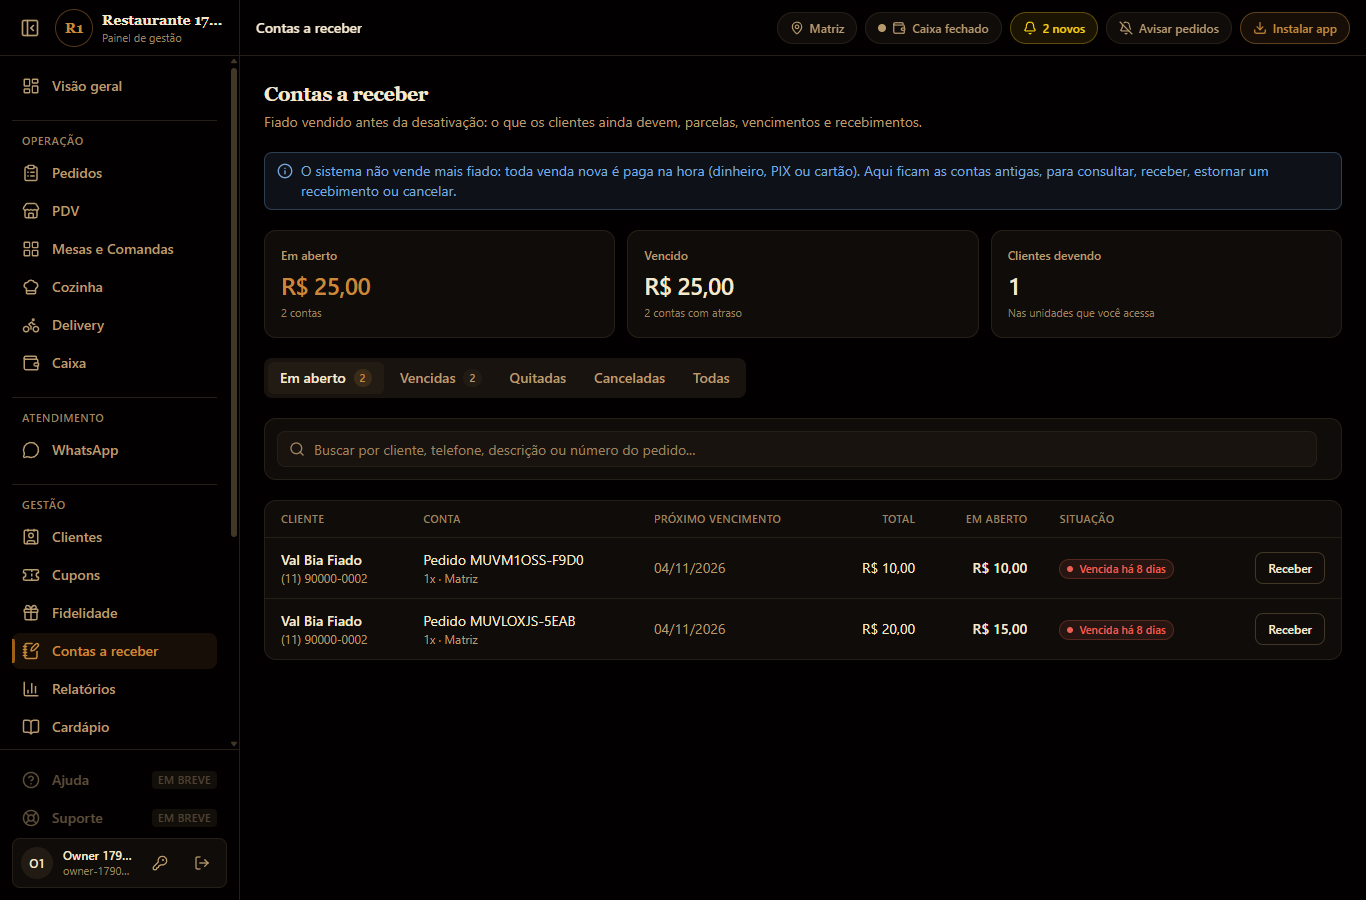 R1
Restaurante 17...
Painel de gestão
Contas a receber
Matriz
Caixa fechado
2 novos
Avisar pedidos
Instalar app
Visão geral
OPERAÇÃO
Pedidos
PDV
Mesas e Comandas
Cozinha
Delivery
Caixa
ATENDIMENTO
WhatsApp
GESTÃO
Clientes
Cupons
Fidelidade
Contas a receber
Relatórios
Cardápio
Ajuda EM BREVE
Suporte EM BREVE
O1
Owner 179...
owner-1790...
Contas a receber
Fiado vendido antes da desativação: o que os clientes ainda devem, parcelas, vencimentos e recebimentos.
O sistema não vende mais fiado: toda venda nova é paga na hora (dinheiro, PIX ou cartão). Aqui ficam as contas antigas, para consultar, receber, estornar um
recebimento ou cancelar.
Em aberto
R$ 25,00
2 contas
Vencido
R$ 25,00
2 contas com atraso
Clientes devendo
1
Nas unidades que você acessa
Em aberto 2 Vencidas 2 Quitadas Canceladas Todas
Buscar por cliente, telefone, descrição ou número do pedido...
CLIENTE CONTA PRÓXIMO VENCIMENTO TOTAL EM ABERTO SITUAÇÃO
Val Bia Fiado Pedido MUVM1OSS-F9D0 04/11/2026 R$ 10,00 R$ 10,00 Vencida há 8 dias Receber
(11) 90000-0002 1x · Matriz
Val Bia Fiado Pedido MUVLOXJS-5EAB 04/11/2026 R$ 20,00 R$ 15,00 Vencida há 8 dias Receber
(11) 90000-0002 1x · Matriz